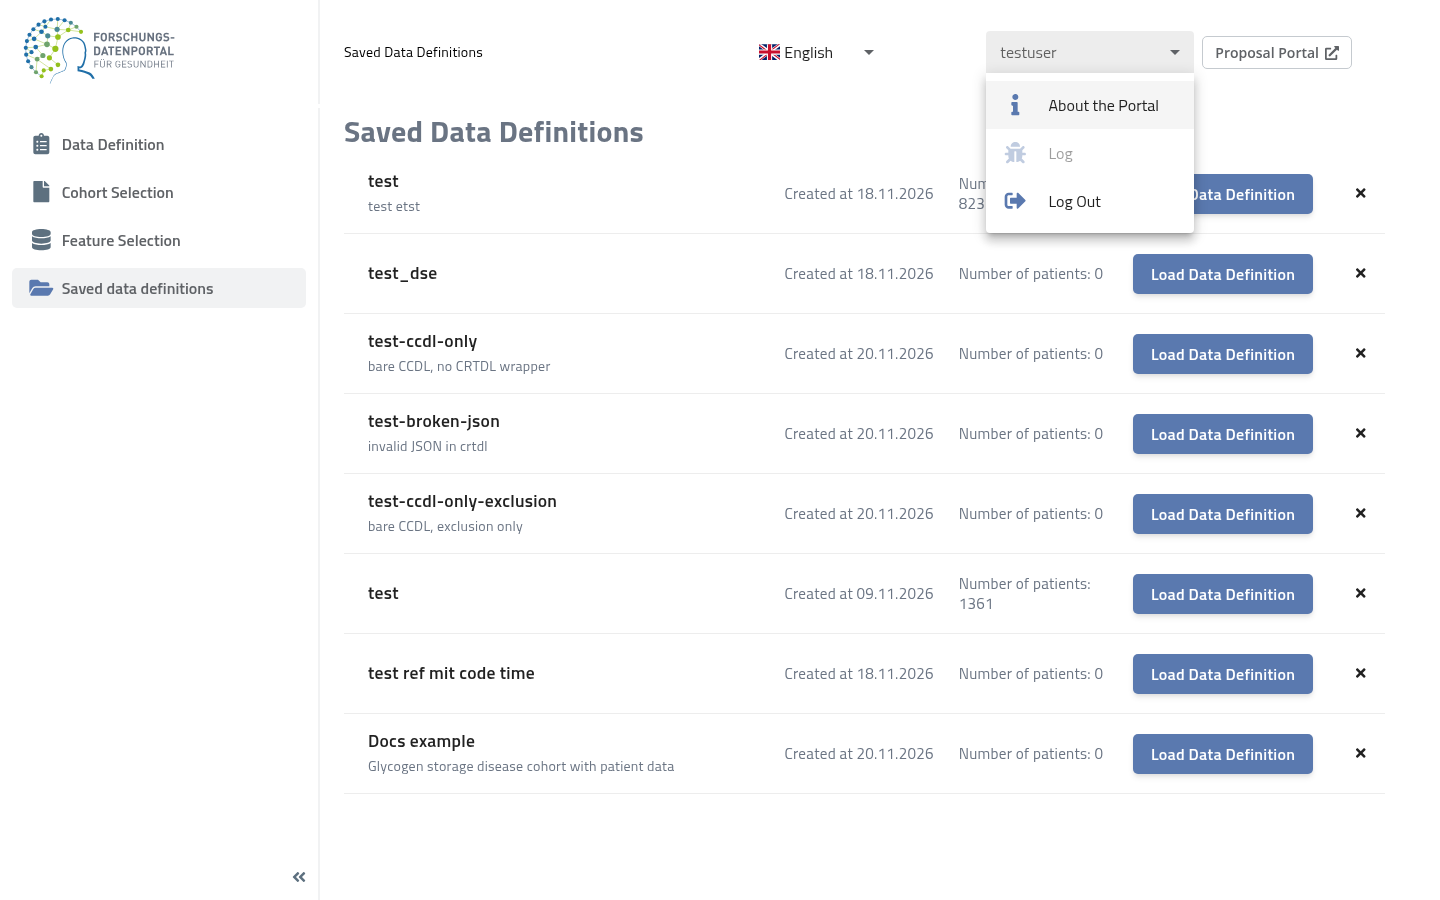 FORSCHUNGS-
DATENPORTAL
FÜR GESUNDHEIT
Saved Data Definitions
English
testuser
Proposal Portal
About the Portal
Log
Log Out
Data Definition
Cohort Selection
Feature Selection
Saved data definitions
Saved Data Definitions
test
test etst
Created at 18.11.2026
Data Definition
test_dse
Created at 18.11.2026
Number of patients: 0
Load Data Definition
test-ccdl-only
bare CCDL, no CRTDL wrapper
Created at 20.11.2026
Number of patients: 0
Load Data Definition
test-broken-json
invalid JSON in crtdl
Created at 20.11.2026
Number of patients: 0
Load Data Definition
test-ccdl-only-exclusion
bare CCDL, exclusion only
Created at 20.11.2026
Number of patients: 0
Load Data Definition
test
Created at 09.11.2026
Number of patients:
1361
Load Data Definition
test ref mit code time
Created at 18.11.2026
Number of patients: 0
Load Data Definition
Docs example
Glycogen storage disease cohort with patient data
Created at 20.11.2026
Number of patients: 0
Load Data Definition